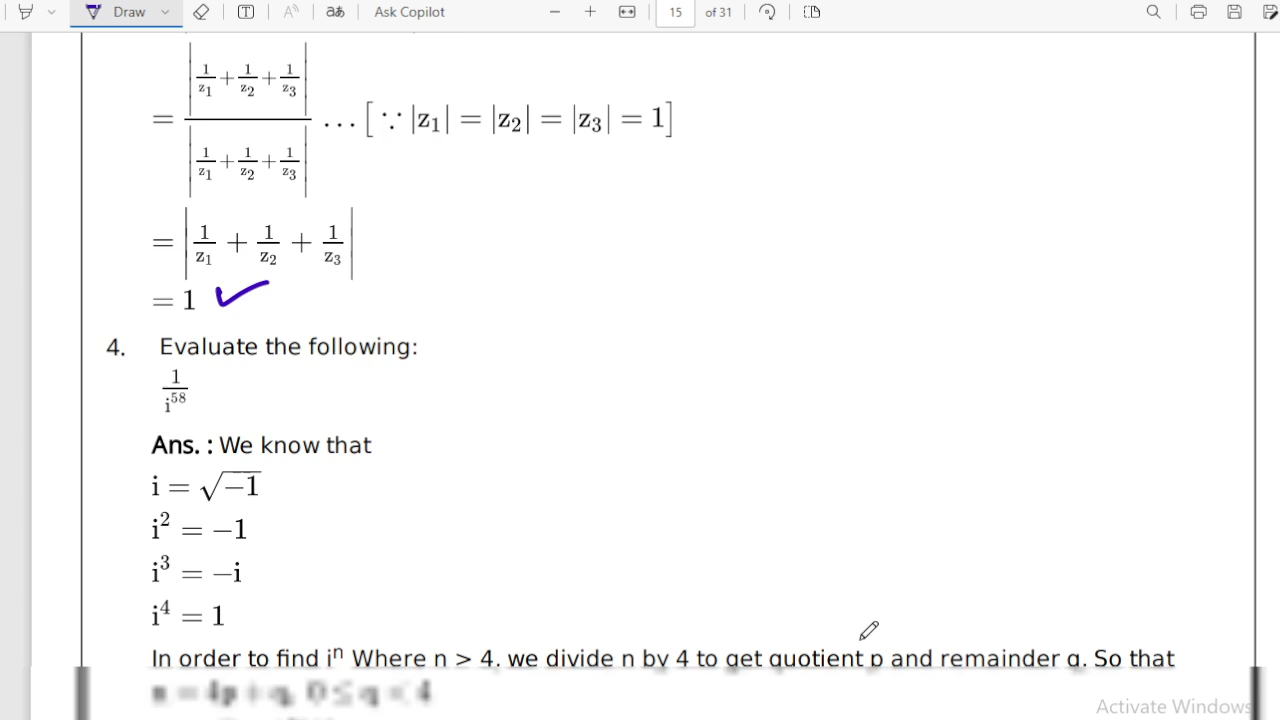 Draw
Ask Copilot
15 of 31
= |1/z₁ + 1/z₂ + 1/z₃| / |1/z₁ + 1/z₂ + 1/z₃| ... [∵ |z₁| = |z₂| = |z₃| = 1]
= |1/z₁ + 1/z₂ + 1/z₃|
= 1
4. Evaluate the following:
1/i⁵⁸
Ans. : We know that
i = √−1
i² = −1
i³ = −i
i⁴ = 1
In order to find iⁿ Where n > 4, we divide n by 4 to get quotient p and remainder q. So that
n = 4p + q, 0 ≤ q < 4
Activate Windows